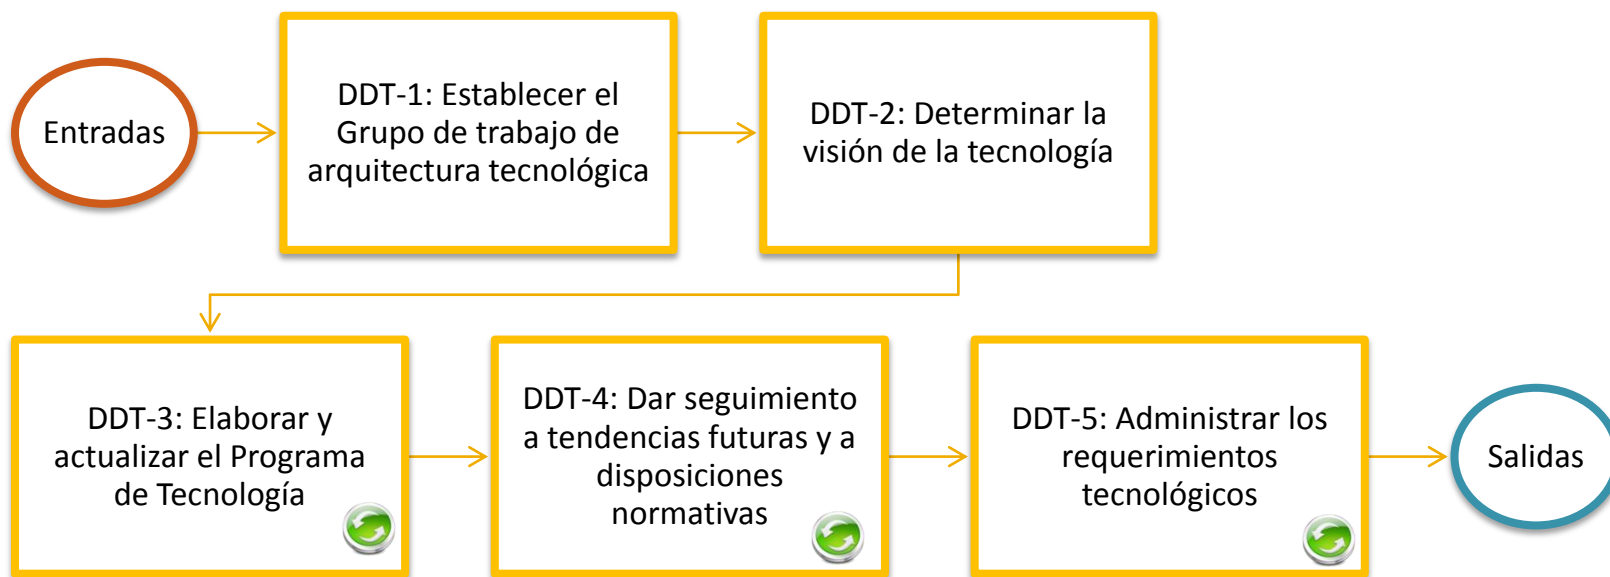 Entradas
DDT-1: Establecer el
Grupo de trabajo de
arquitectura tecnológica
DDT-2: Determinar la
visión de la tecnología
DDT-3: Elaborar y
actualizar el Programa
de Tecnología
DDT-4: Dar seguimiento
a tendencias futuras y a
disposiciones
normativas
DDT-5: Administrar los
requerimientos
tecnológicos
Salidas